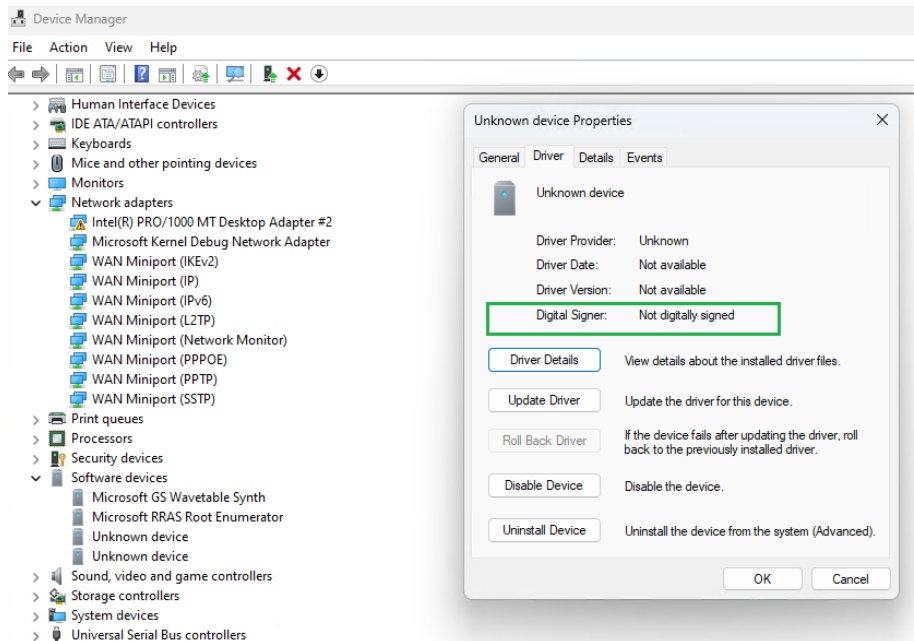 Device Manager
File Action View Help
Human Interface Devices
IDE ATA/ATAPI controllers
Keyboards
Mice and other pointing devices
Monitors
Network adapters
Intel(R) PRO/1000 MT Desktop Adapter #2
Microsoft Kernel Debug Network Adapter
WAN Miniport (IKEv2)
WAN Miniport (IP)
WAN Miniport (IPv6)
WAN Miniport (L2TP)
WAN Miniport (Network Monitor)
WAN Miniport (PPPOE)
WAN Miniport (PPTP)
WAN Miniport (SSTP)
Print queues
Processors
Security devices
Software devices
Microsoft GS Wavetable Synth
Microsoft RRAS Root Enumerator
Unknown device
Unknown device
Sound, video and game controllers
Storage controllers
System devices
Universal Serial Bus controllers
Unknown device Properties
General Driver Details Events
Unknown device
Driver Provider: Unknown
Driver Date: Not available
Driver Version: Not available
Digital Signer: Not digitally signed
Driver Details View details about the installed driver files.
Update Driver Update the driver for this device.
Roll Back Driver If the device fails after updating the driver, roll
back to the previously installed driver.
Disable Device Disable the device.
Uninstall Device Uninstall the device from the system (Advanced).
OK Cancel